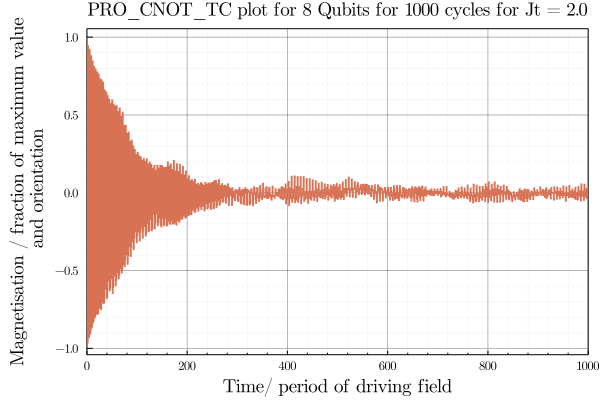 PRO_CNOT_TC plot for 8 Qubits for 1000 cycles for Jt = 2.0
Magnetisation / fraction of maximum value
and orientation
1.0
0.5
0.0
−0.5
−1.0
0 200 400 600 800 1000
Time/ period of driving field